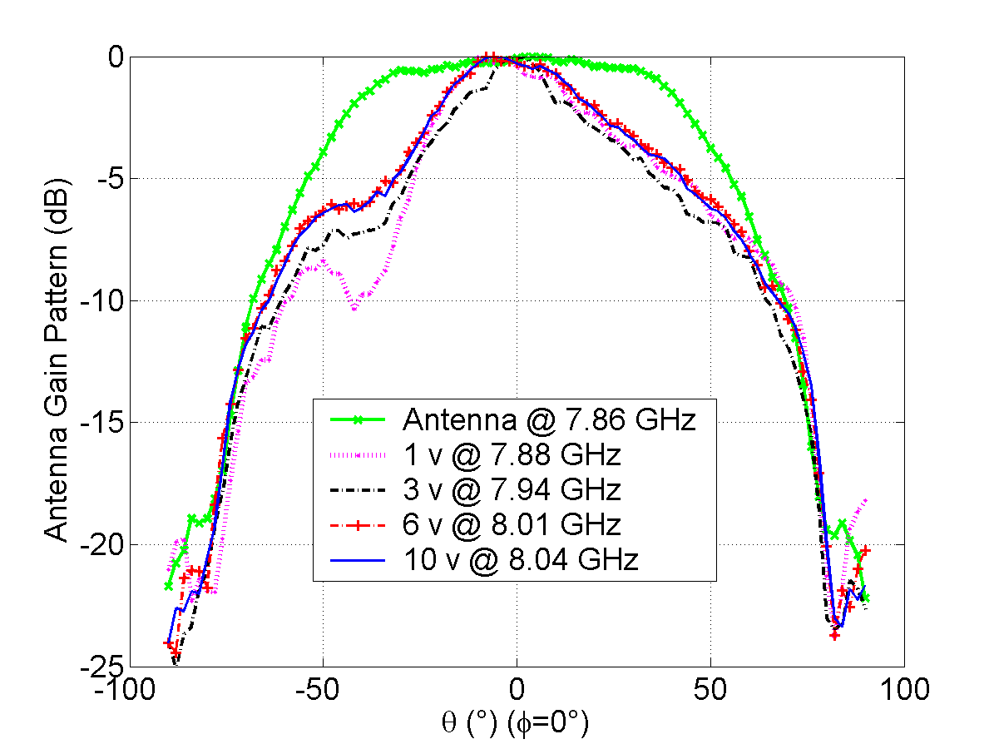 Antenna Gain Pattern (dB)
0
-5
-10
-15
-20
-25
-100
-50
0
50
100
θ (°) (ϕ=0°)
Antenna @ 7.86 GHz
1 v @ 7.88 GHz
3 v @ 7.94 GHz
6 v @ 8.01 GHz
10 v @ 8.04 GHz